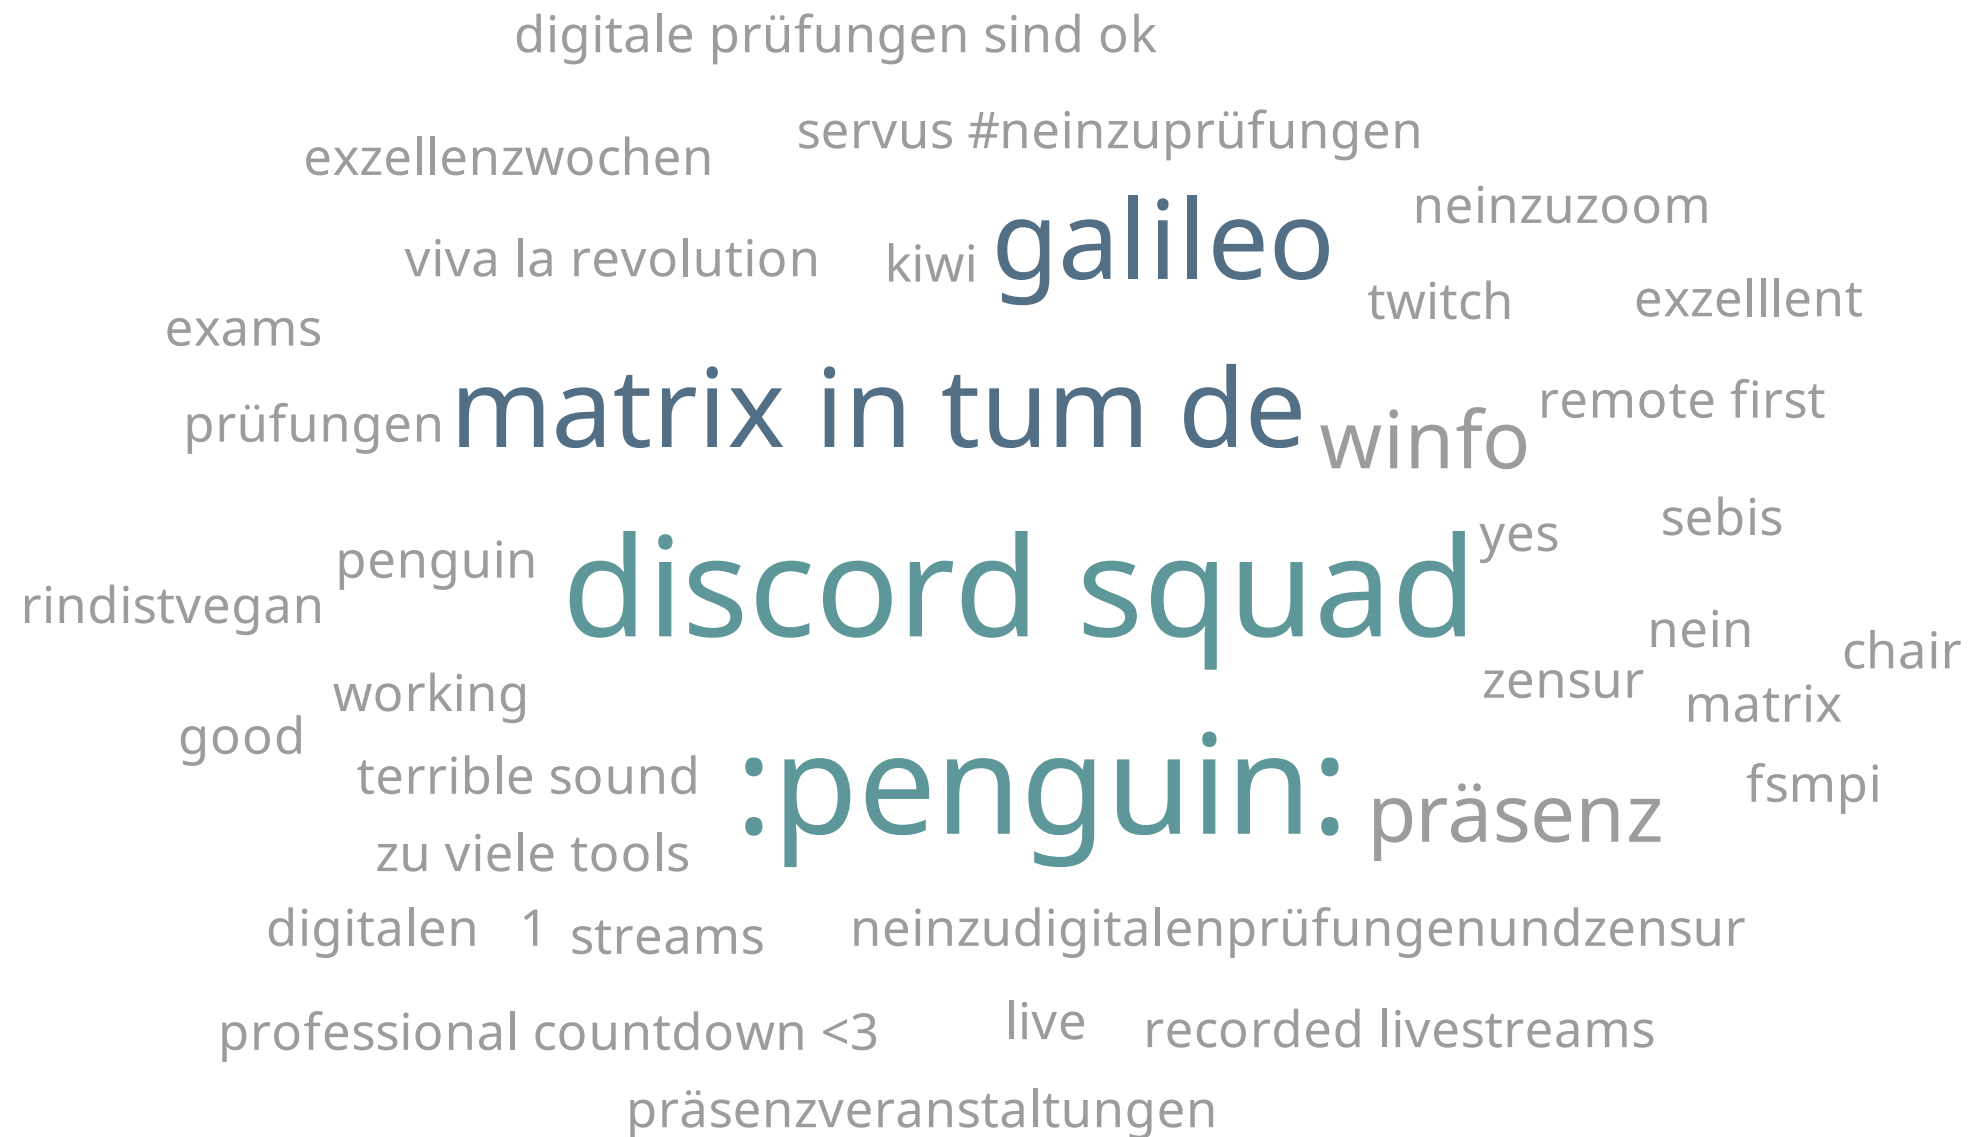 digitale prüfungen sind ok
servus #neinzuprüfungen
exzellenzwochen
neinzuzoom
galileo
viva la revolution
kiwi
twitch
exzelllent
exams
matrix in tum de
remote first
prüfungen
winfo
sebis
yes
penguin
discord squad
rindistvegan
nein
chair
zensur
working
matrix
good
terrible sound
:penguin:
fsmpi
präsenz
zu viele tools
digitalen
1
streams
neinzudigitalenprüfungenundzensur
professional countdown <3
live
recorded livestreams
präsenzveranstaltungen